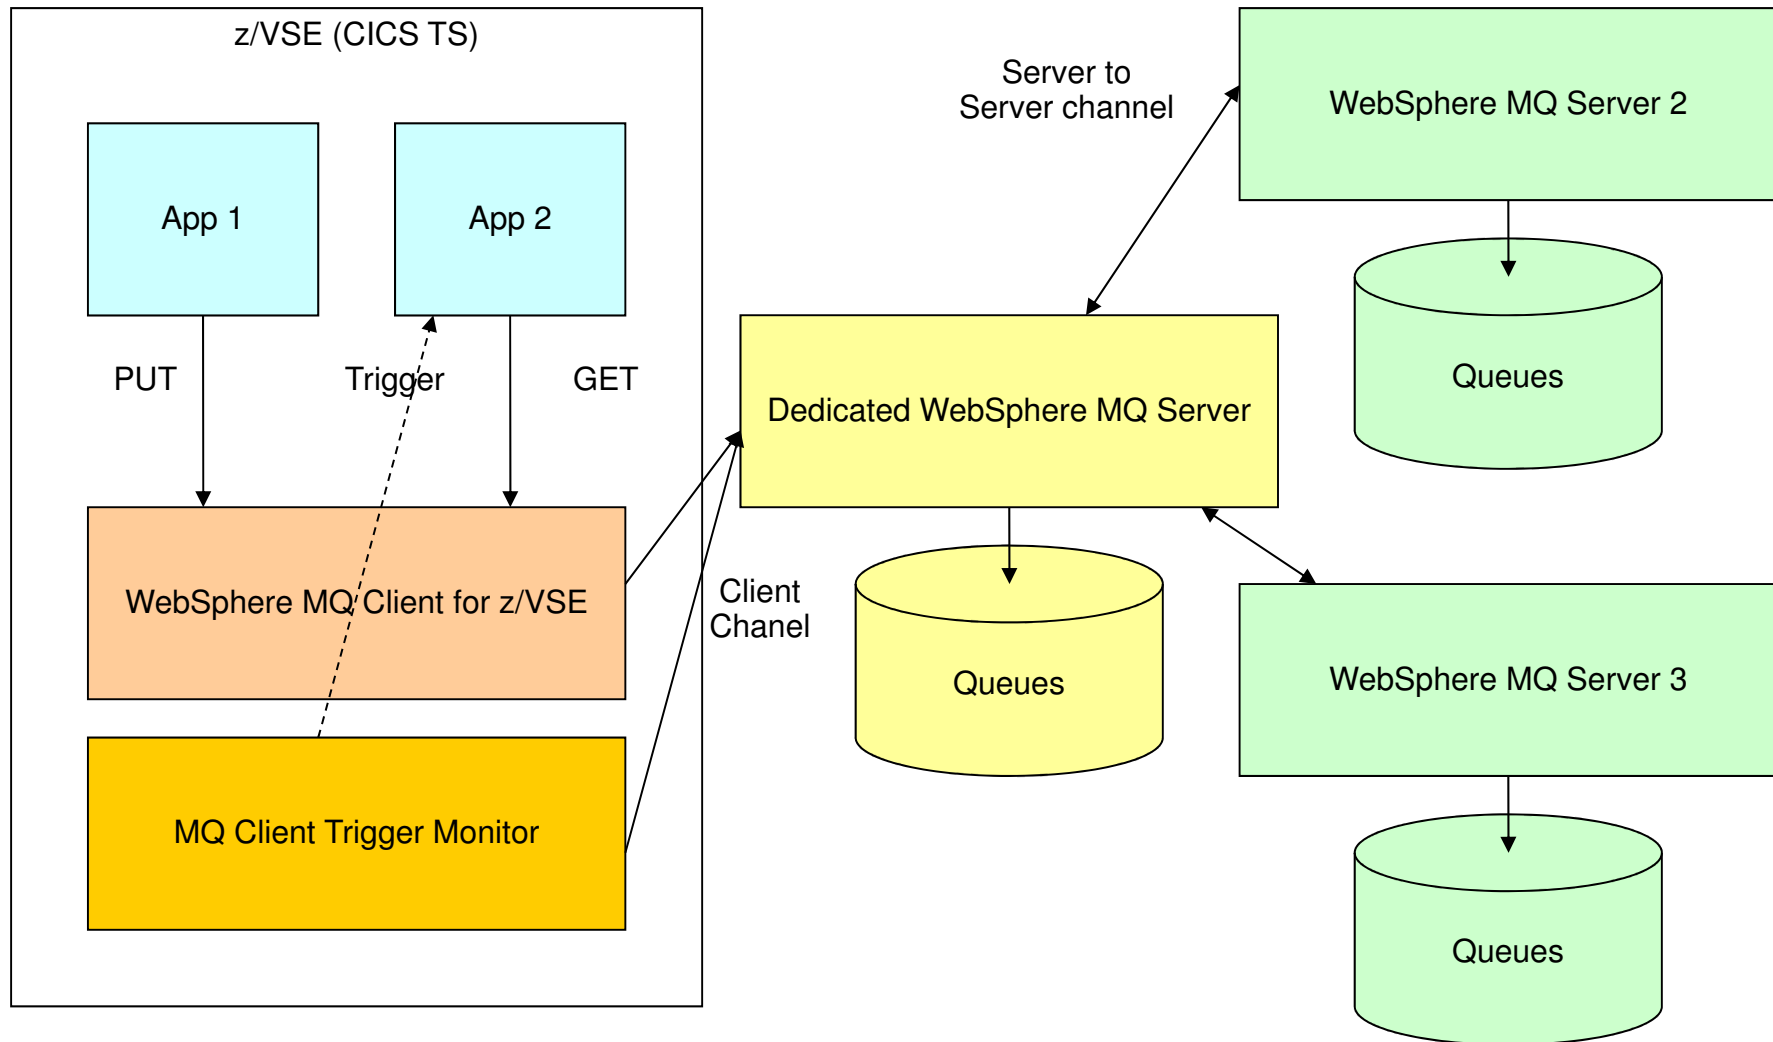 z/VSE (CICS TS)
App 1
App 2
PUT
Trigger
GET
WebSphere MQ Client for z/VSE
MQ Client Trigger Monitor
Client
Chanel
Dedicated WebSphere MQ Server
Queues
Server to
Server channel
WebSphere MQ Server 2
Queues
WebSphere MQ Server 3
Queues